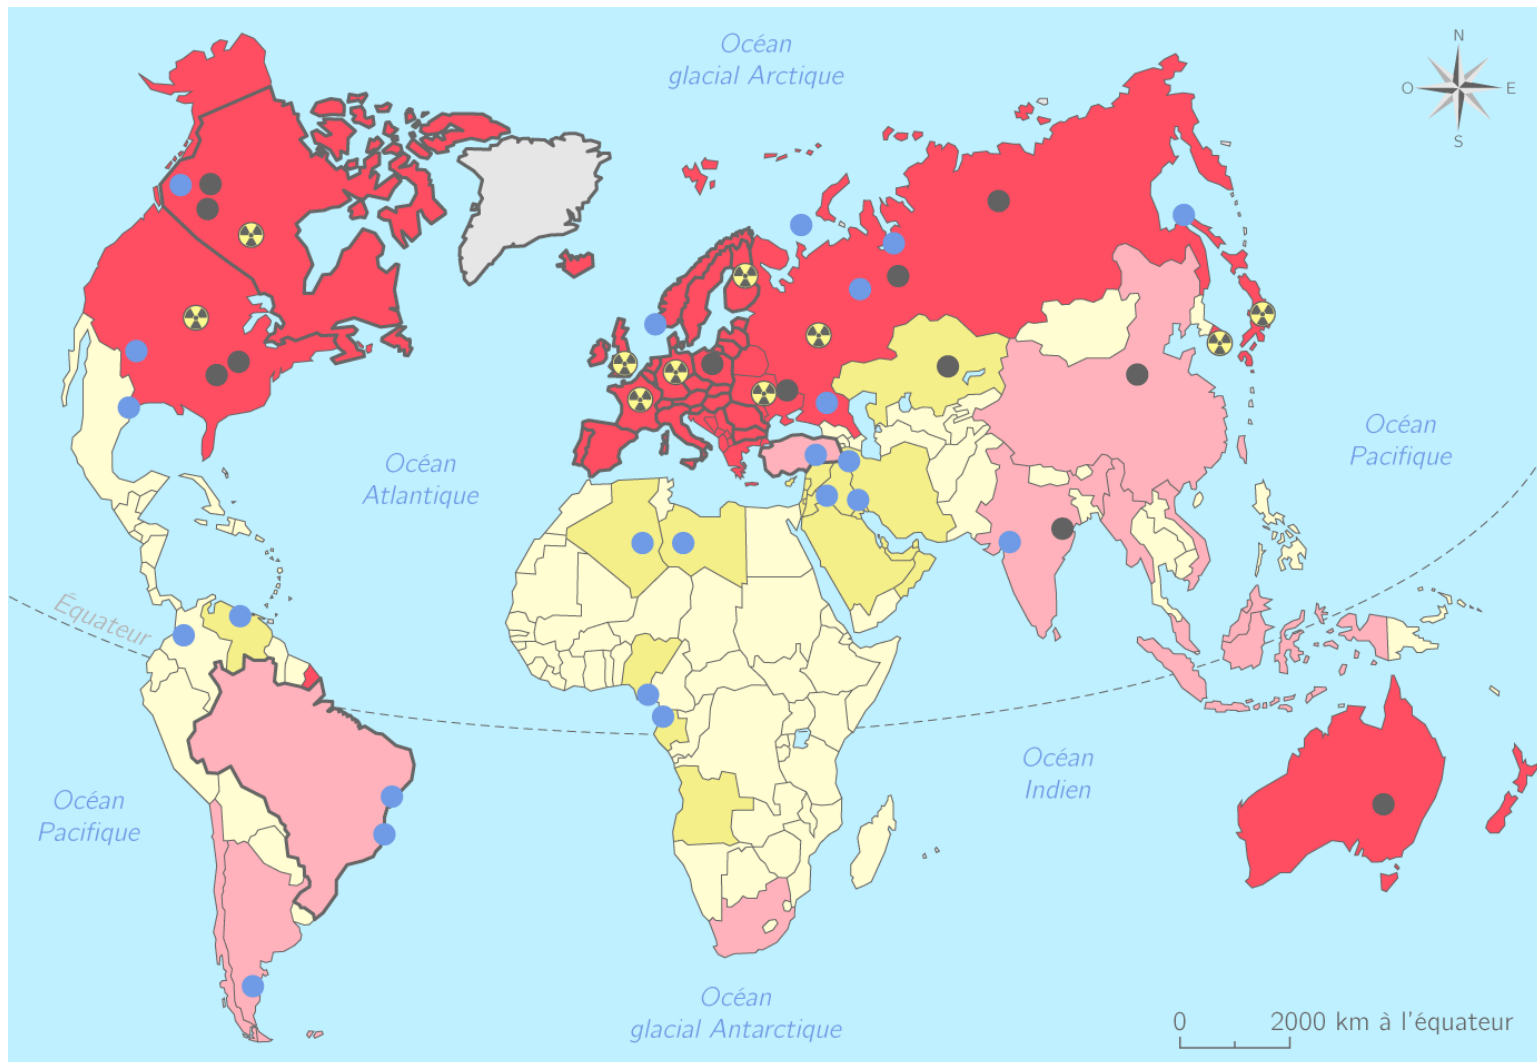 Océan
glacial Arctique
N
O
E
S
Océan
Pacifique
Océan
Atlantique
Équateur
Océan
Indien
Océan
Pacifique
Océan
glacial Antarctique
0
2000 km à l'équateur